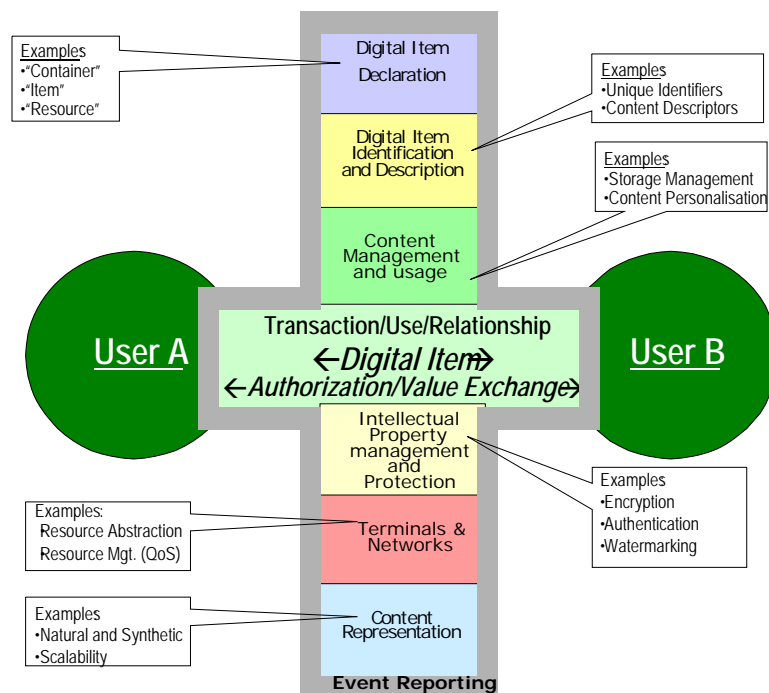 Examples
•“Container”
•“Item”
•“Resource”
Digital Item
Declaration
Examples
•Unique Identifiers
•Content Descriptors
Digital Item
Identification
and Description
Examples
•Storage Management
•Content Personalisation
Content
Management
and usage
User A
Transaction/Use/Relationship
←Digital Item→
←Authorization/Value Exchange→
User B
Intellectual
Property
management
and
Protection
Examples
•Encryption
•Authentication
•Watermarking
Examples:
•Resource Abstraction
•Resource Mgt. (QoS)
Terminals &
Networks
Examples
•Natural and Synthetic
•Scalability
Content
Representation
Event Reporting